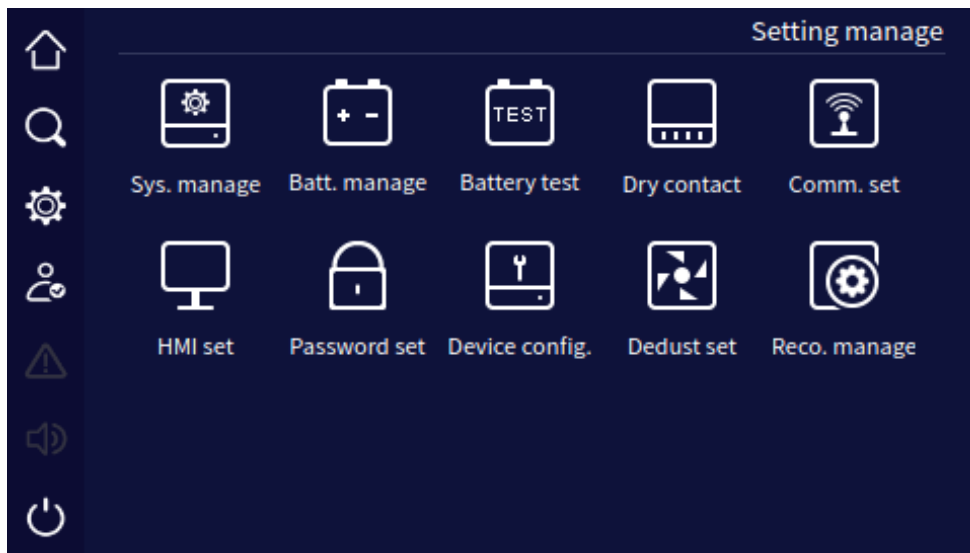 Setting manage
TEST
Sys. manage Batt. manage Battery test Dry contact Comm. set
HMI set Password set Device config. Dedust set Reco. manage